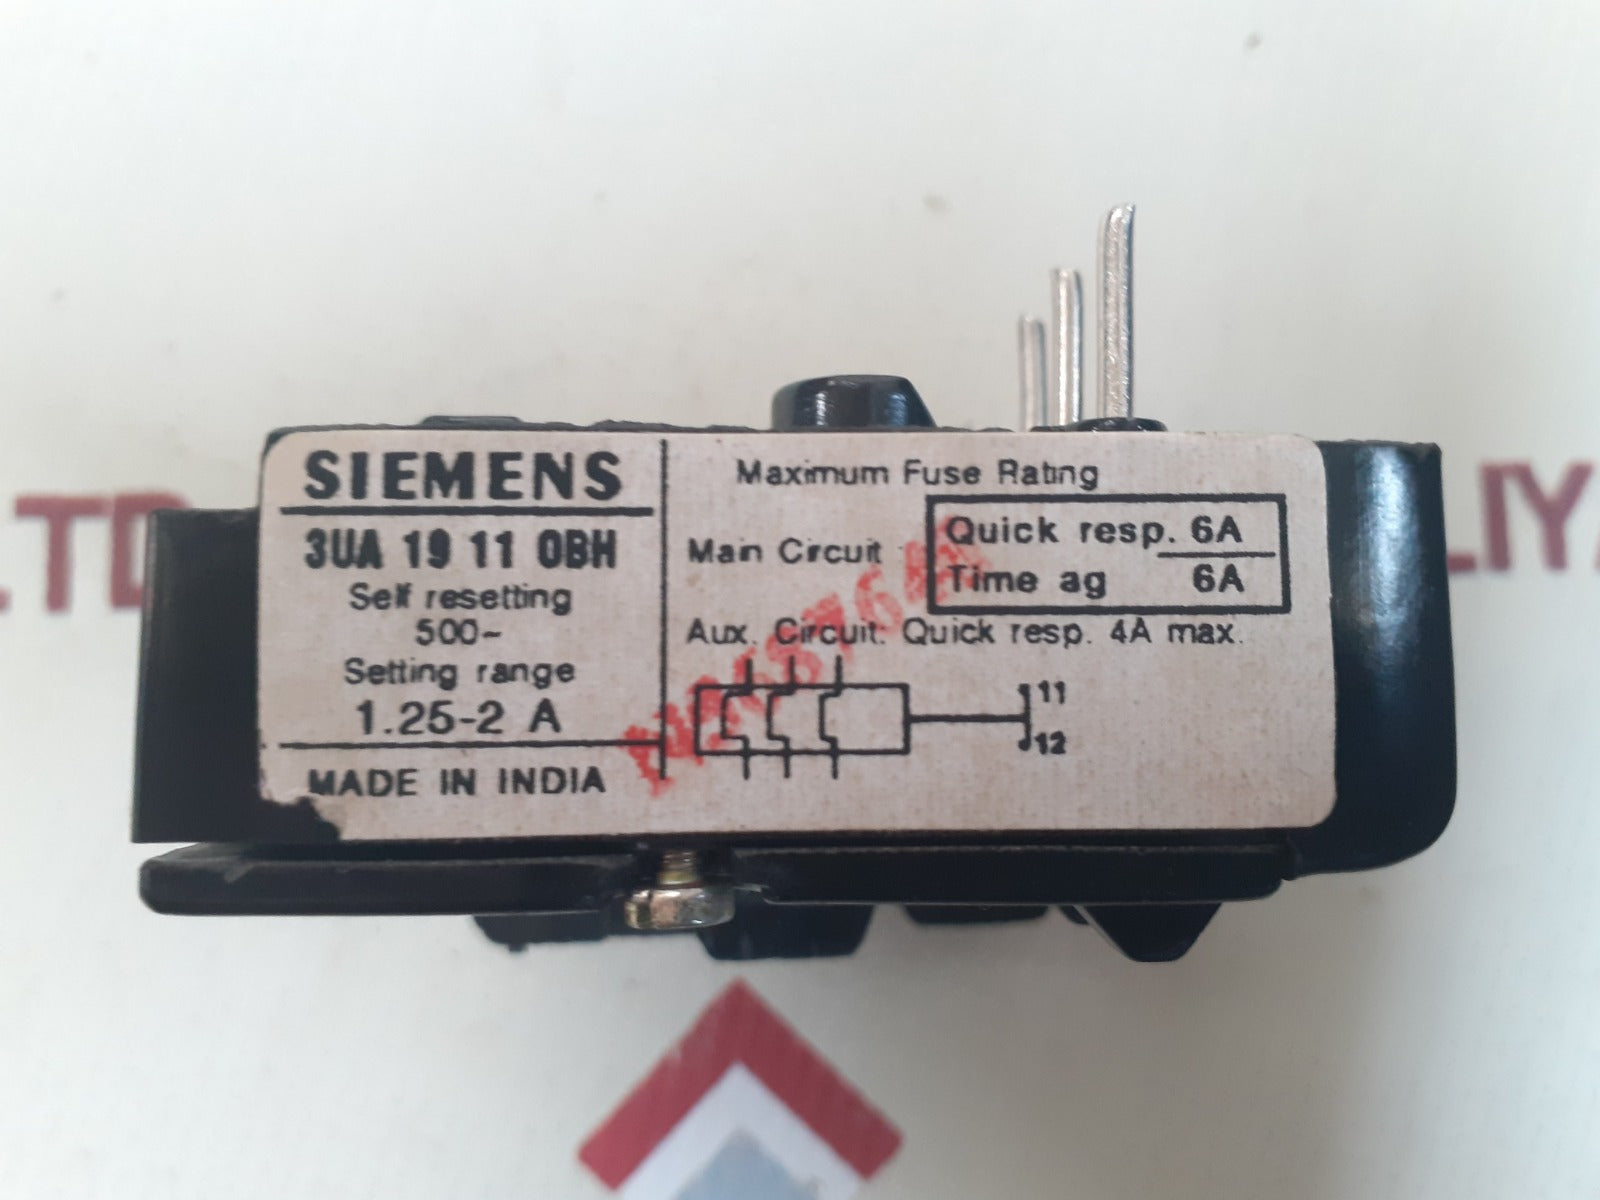 SIEMENS
3UA 19 11 0BH
Self resetting
500~
Setting range
1.25-2 A
MADE IN INDIA
Maximum Fuse Rating
Main Circuit
Quick resp. 6A
Time ag 6A
Aux. Circuit: Quick resp. 4A max.
11
12
LTD
LIYA